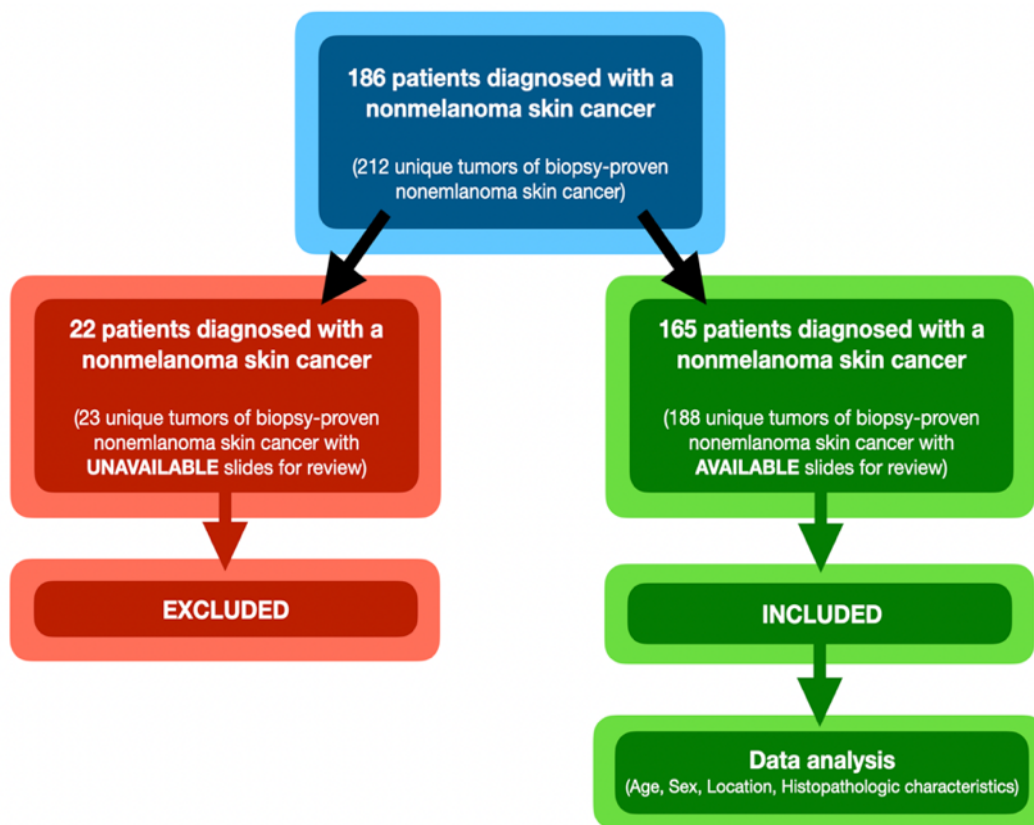 186 patients diagnosed with a
nonmelanoma skin cancer
(212 unique tumors of biopsy-proven
nonemlanoma skin cancer)
22 patients diagnosed with a
nonmelanoma skin cancer
(23 unique tumors of biopsy-proven
nonemlanoma skin cancer with
UNAVAILABLE slides for review)
165 patients diagnosed with a
nonmelanoma skin cancer
(188 unique tumors of biopsy-proven
nonemlanoma skin cancer with
AVAILABLE slides for review)
EXCLUDED
INCLUDED
Data analysis
(Age, Sex, Location, Histopathologic characteristics)